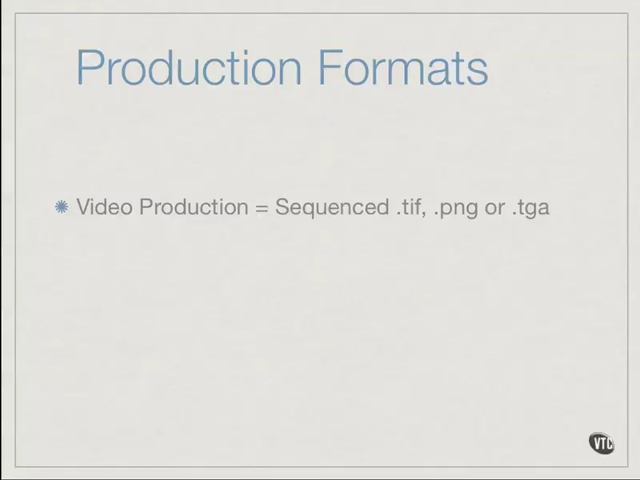 Production Formats
Video Production = Sequenced .tif, .png or .tga
VTC